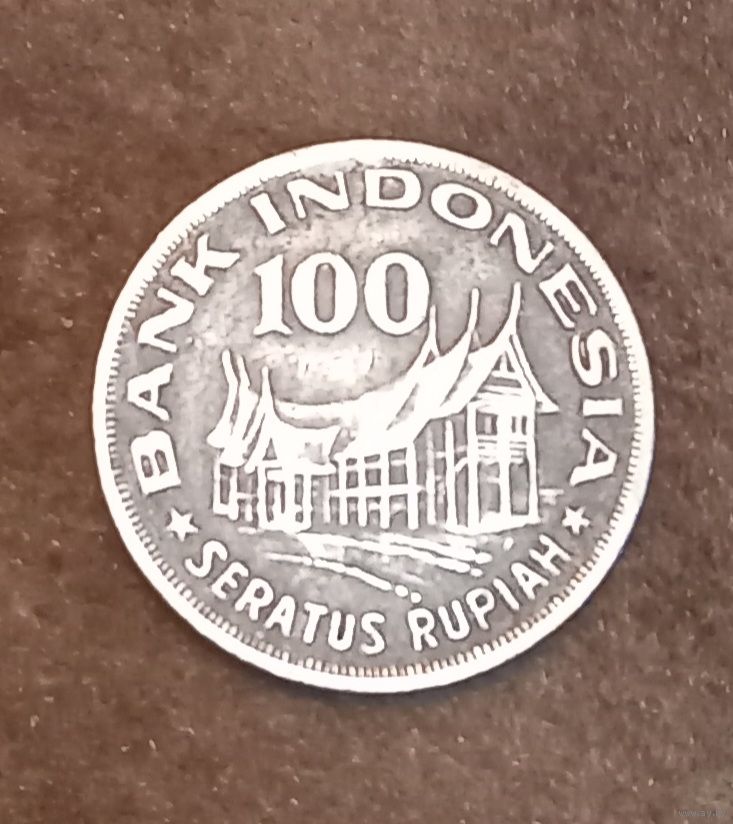 BANK INDONESIA
100
★ SERATUS RUPIAH ★